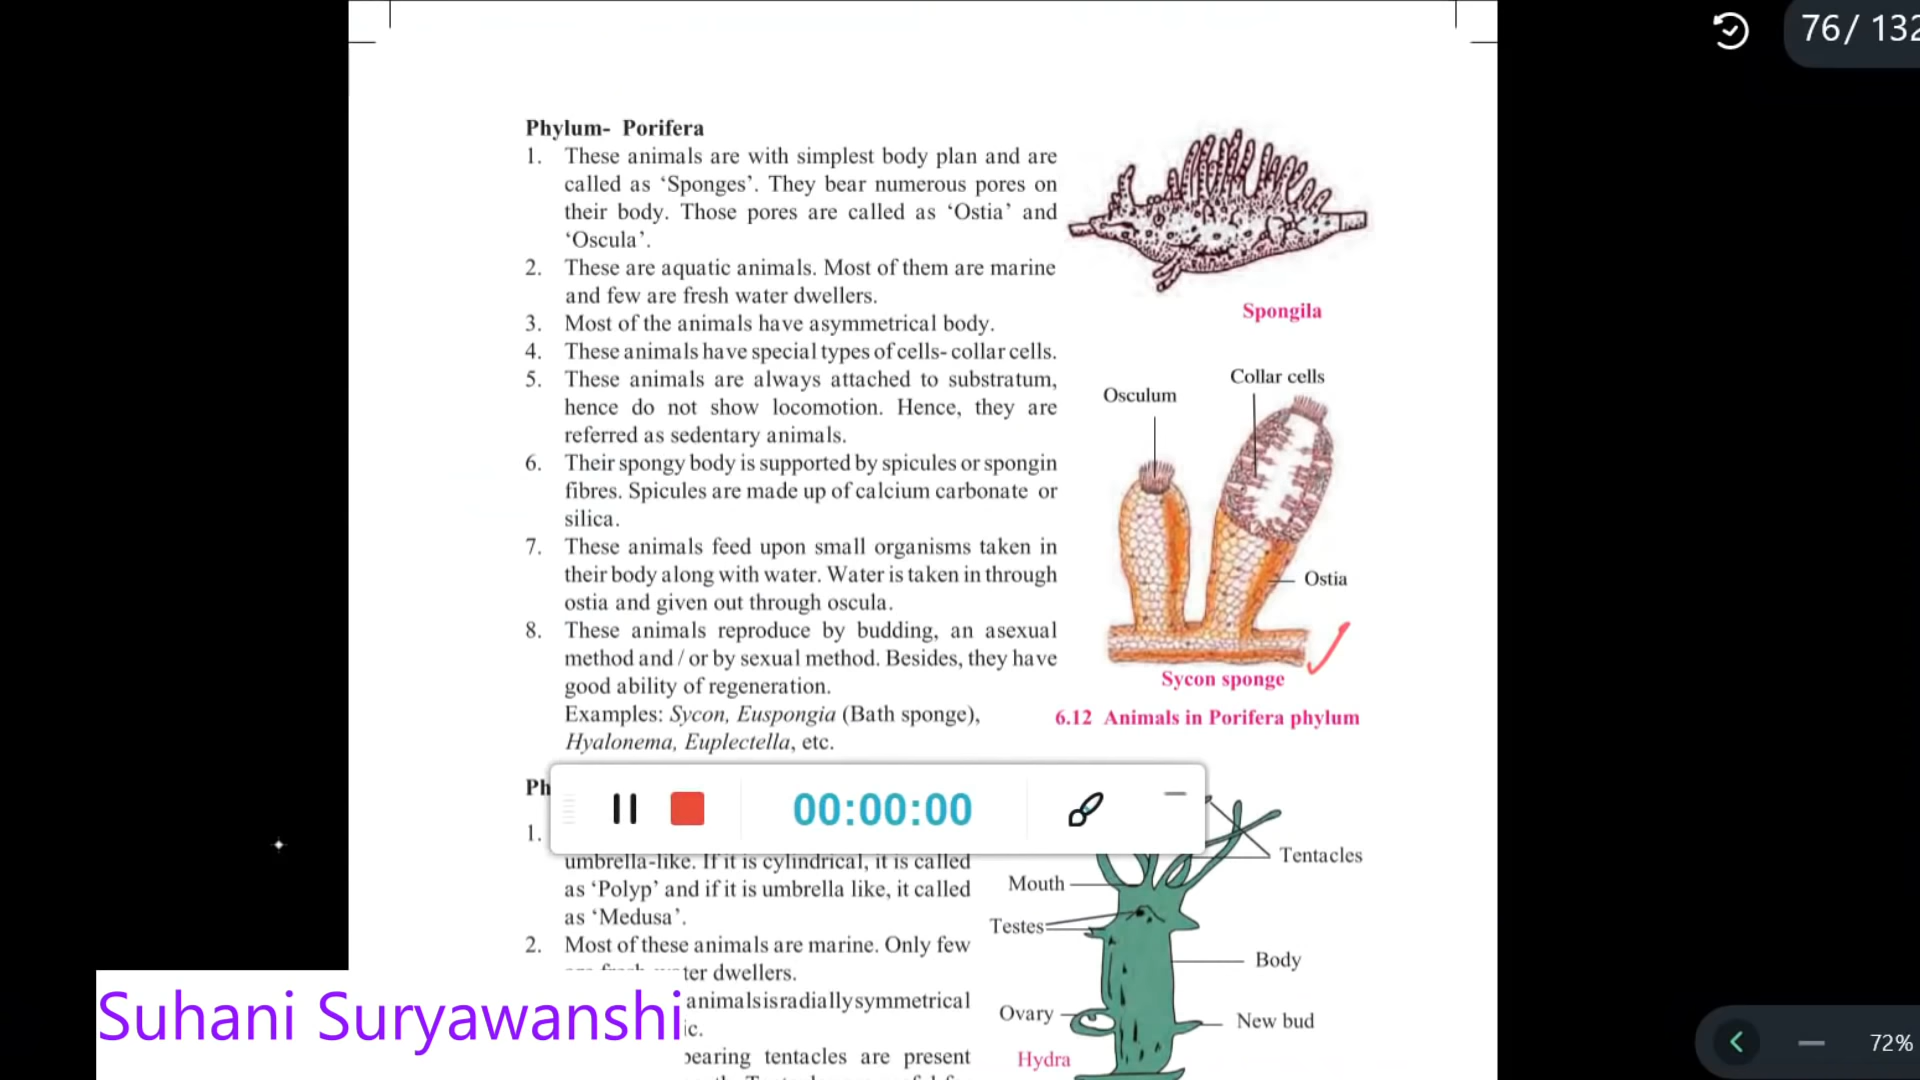 76/ 132
Phylum- Porifera
1. These animals are with simplest body plan and are
called as ‘Sponges’. They bear numerous pores on
their body. Those pores are called as ‘Ostia’ and
‘Oscula’.
2. These are aquatic animals. Most of them are marine
and few are fresh water dwellers.
3. Most of the animals have asymmetrical body.
4. These animals have special types of cells- collar cells.
5. These animals are always attached to substratum,
hence do not show locomotion. Hence, they are
referred as sedentary animals.
6. Their spongy body is supported by spicules or spongin
fibres. Spicules are made up of calcium carbonate or
silica.
7. These animals feed upon small organisms taken in
their body along with water. Water is taken in through
ostia and given out through oscula.
8. These animals reproduce by budding, an asexual
method and / or by sexual method. Besides, they have
good ability of regeneration.
Examples: Sycon, Euspongia (Bath sponge),
Hyalonema, Euplectella, etc.
Spongila
Collar cells
Osculum
Ostia
Sycon sponge
6.12 Animals in Porifera phylum
Ph
00:00:00
1.
umbrella-like. If it is cylindrical, it is called
as ‘Polyp’ and if it is umbrella like, it called
as ‘Medusa’.
2. Most of these animals are marine. Only few
ter dwellers.
animals is radially symmetrical
ic.
bearing tentacles are present
Tentacles
Mouth
Testes
Body
Ovary
New bud
Hydra
Suhani Suryawanshi
72%